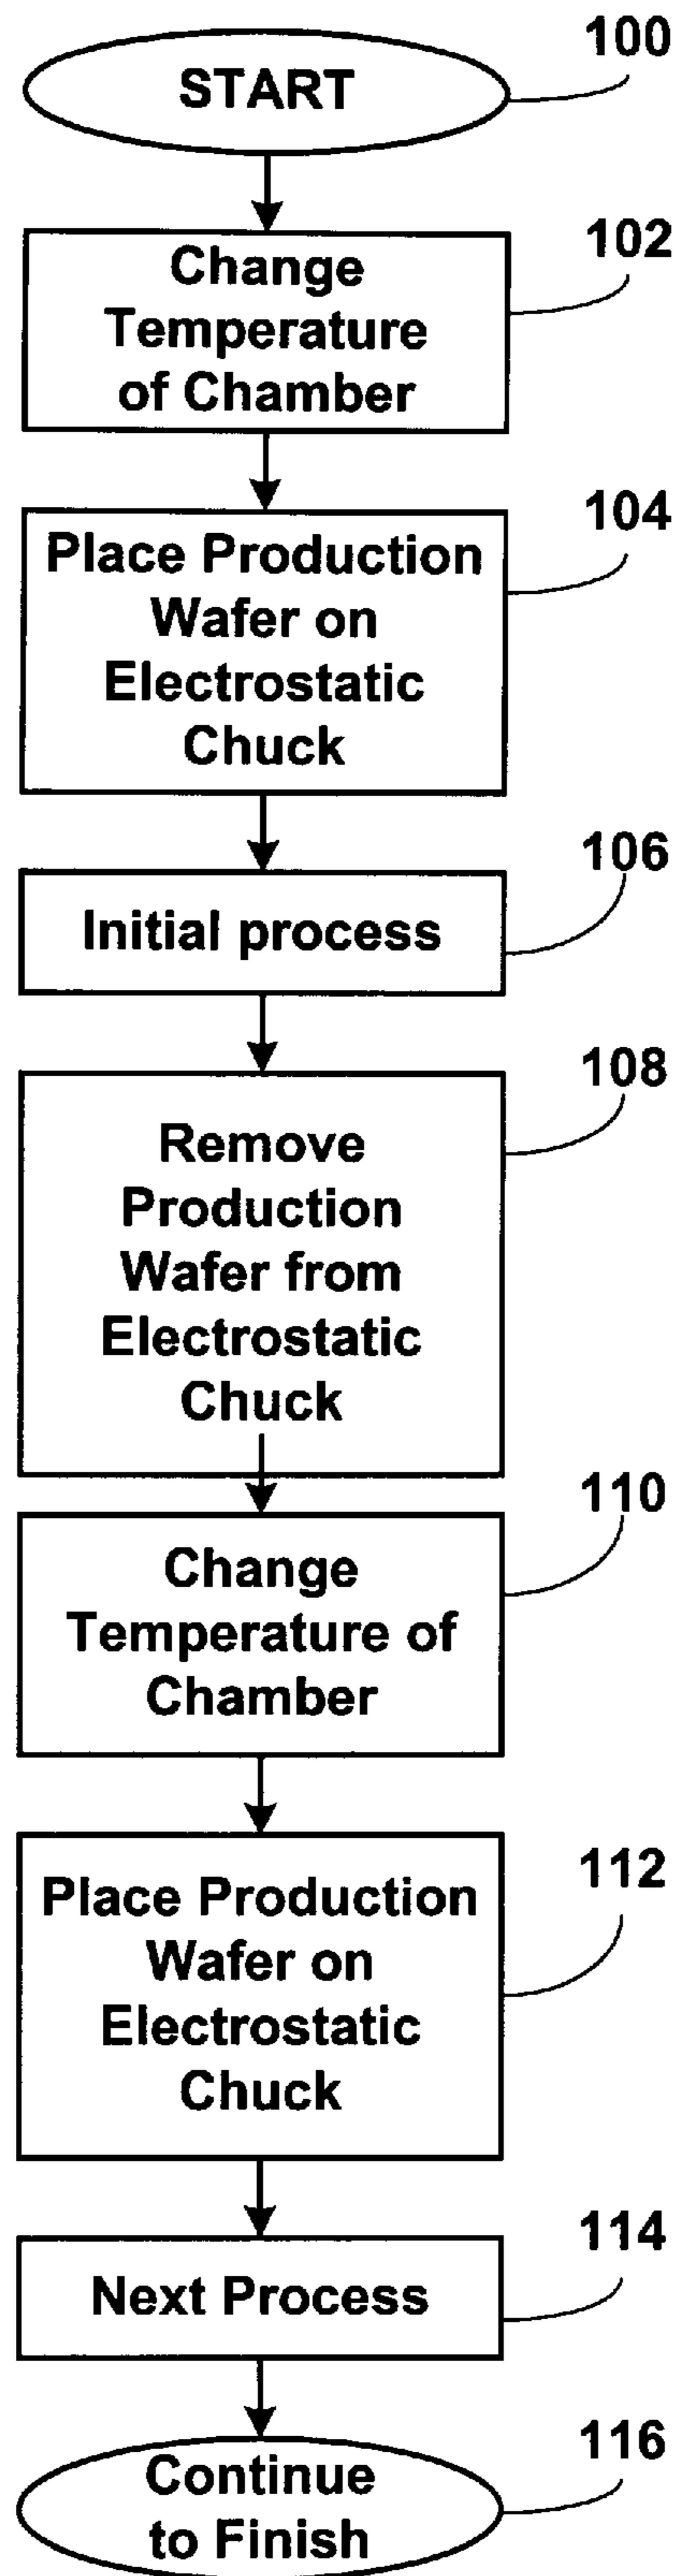 100
START
102
Change
Temperature
of Chamber
104
Place Production
Wafer on
Electrostatic
Chuck
106
Initial process
108
Remove
Production
Wafer from
Electrostatic
Chuck
110
Change
Temperature of
Chamber
112
Place Production
Wafer on
Electrostatic
Chuck
114
Next Process
116
Continue
to Finish